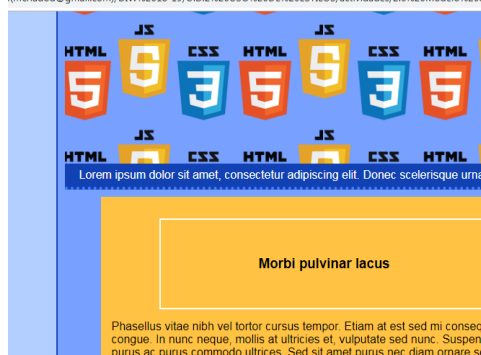 JS JS
HTML CSS HTML CSS HTML
5 5 3 5 5 3 5
JS JS
HTML CSS HTML CSS HTML
Lorem ipsum dolor sit amet, consectetur adipiscing elit. Donec scelerisque urna
Morbi pulvinar lacus
Phasellus vitae nibh vel tortor cursus tempor. Etiam at est sed mi
congue. In nunc neque, mollis at ultricies et, vulputate sed nunc.
purus ac purus commodo ultrices. Sed sit amet purus nec diam ornare